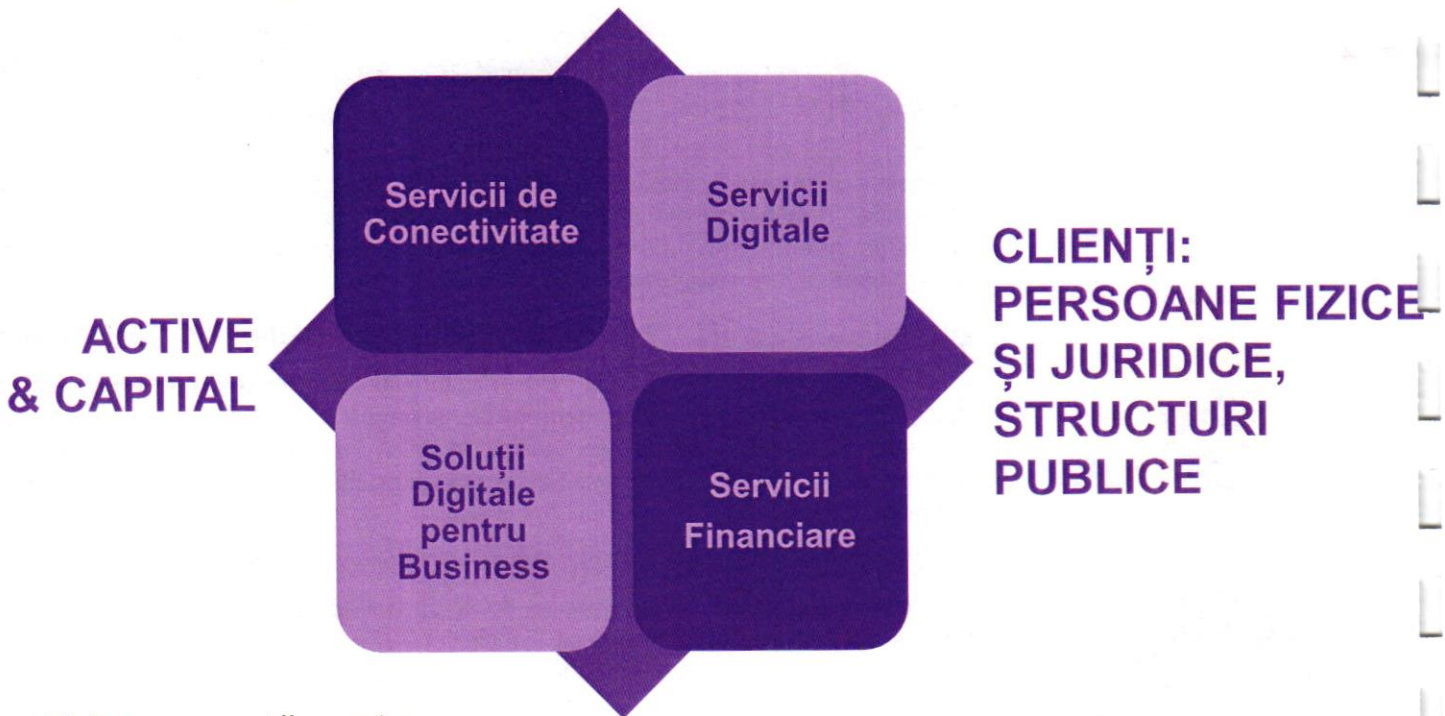 Servicii de
Conectivitate
Servicii
Digitale
ACTIVE
& CAPITAL
CLIENȚI:
PERSOANE FIZICE
ȘI JURIDICE,
STRUCTURI
PUBLICE
Soluții
Digitale
pentru
Business
Servicii
Financiare